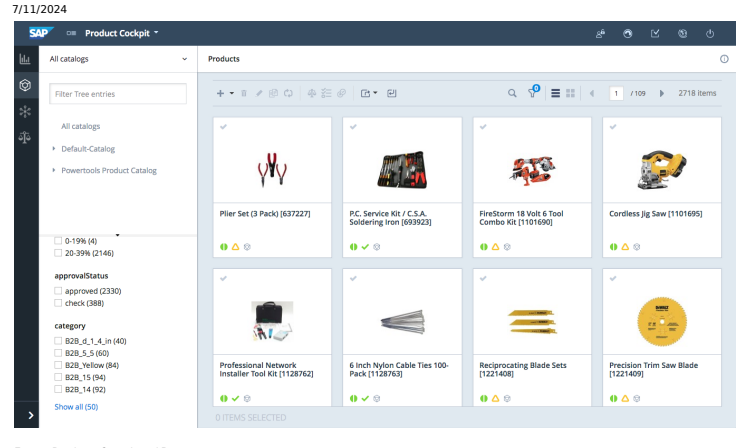 7/11/2024
SAP Product Cockpit
All catalogs
Products
Filter Tree entries
0
1 / 109 2718 items
All catalogs
Default-Catalog
Powertools Product Catalog
0-19% (4)
20-39% (2146)
approvalStatus
approved (2330)
check (388)
category
B2B_d_1_4_in (40)
B2B_5_5 (60)
B2B_Yellow (84)
B2B_15 (94)
B2B_14 (92)
Show all (50)
Plier Set (3 Pack) [637227]
P.C. Service Kit / C.S.A.
Soldering Iron [693923]
FireStorm 18 Volt 6 Tool
Combo Kit [1101690]
Cordless Jig Saw [1101695]
Professional Network
Installer Tool Kit [1128762]
6 Inch Nylon Cable Ties 100-
Pack [1128763]
Reciprocating Blade Sets
[1221408]
DEWALT
Precision Trim Saw Blade
[1221409]
0 ITEMS SELECTED